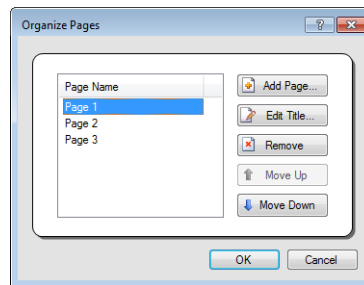 Organize Pages
Page Name
Page 1
Page 2
Page 3
Add Page...
Edit Title...
Remove
Move Up
Move Down
OK
Cancel